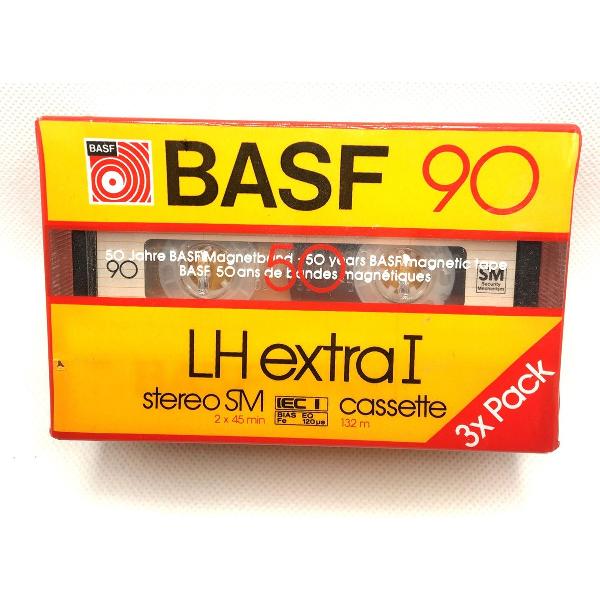 BASF
BASF 90
50 Jahre BASF Magnetband · 50 years BASF magnetic tape
BASF 50 ans de bandes magnétiques
50
90
SM
Security
Mechanism
LH extra I
stereo SM IEC I cassette
2 x 45 min BIAS EQ 132 m
Fe 120µs
3x Pack